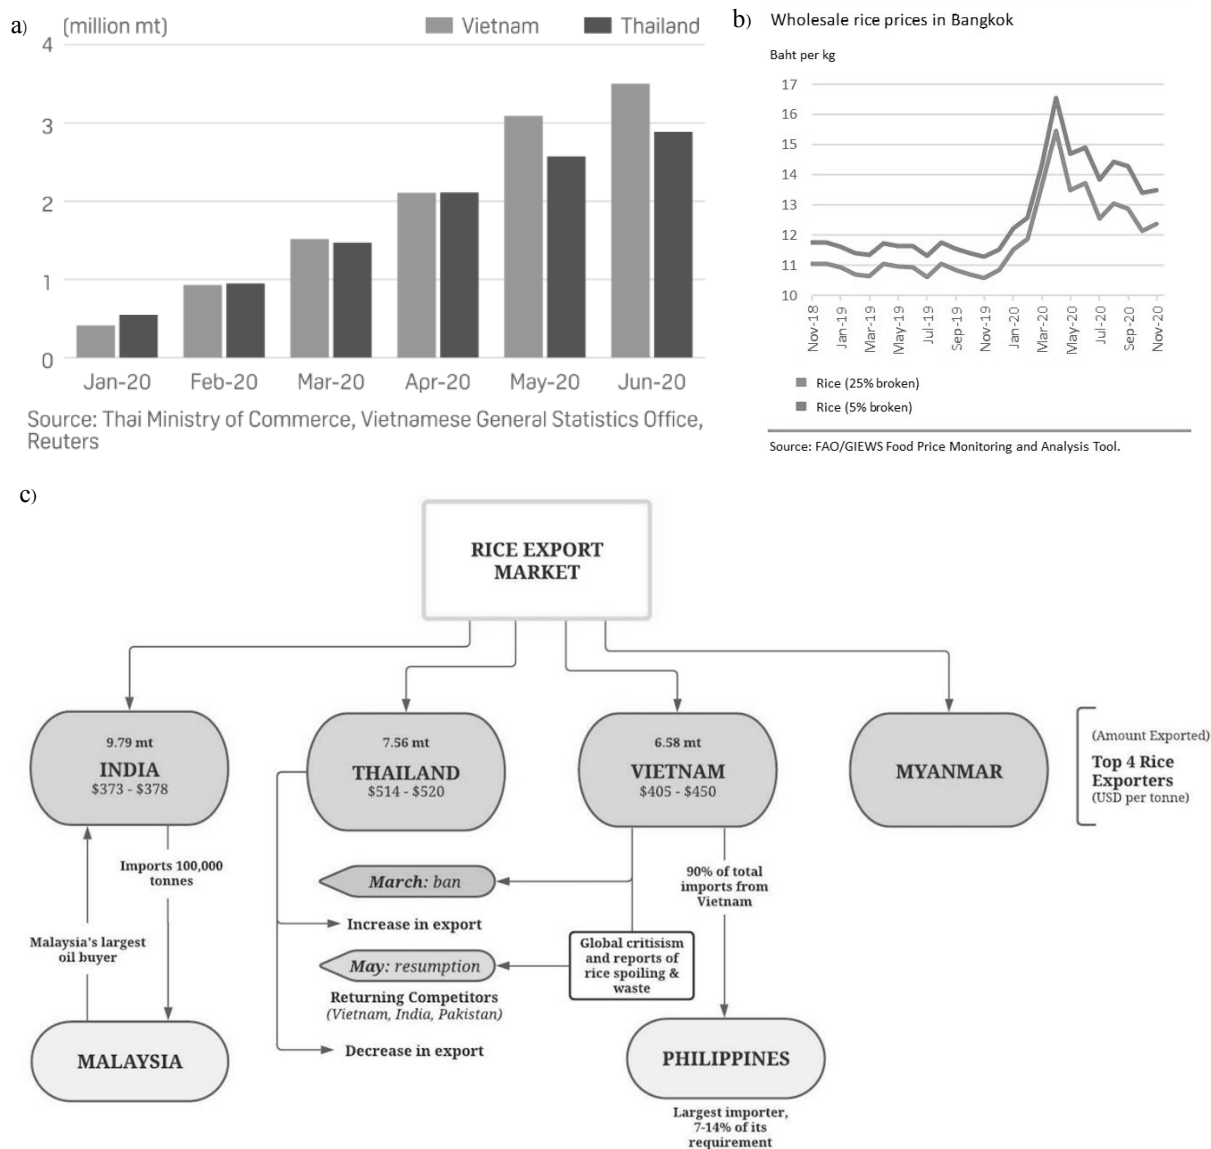 a)
(million mt)
Vietnam
Thailand
4
3
2
1
0
Jan-20
Feb-20
Mar-20
Apr-20
May-20
Jun-20
Source: Thai Ministry of Commerce, Vietnamese General Statistics Office,
Reuters
b)
Wholesale rice prices in Bangkok
Baht per kg
17
16
15
14
13
12
11
10
Nov-18
Jan-19
Mar-19
May-19
Jul-19
Sep-19
Nov-19
Jan-20
Mar-20
May-20
Jul-20
Sep-20
Nov-20
Rice (25% broken)
Rice (5% broken)
Source: FAO/GIEWS Food Price Monitoring and Analysis Tool.
c)
RICE EXPORT
MARKET
9.79 mt
INDIA
$373 - $378
7.56 mt
THAILAND
$514 - $520
6.58 mt
VIETNAM
$405 - $450
MYANMAR
(Amount Exported)
Top 4 Rice
Exporters
(USD per tonne)
Imports 100,000
tonnes
Malaysia's largest
oil buyer
MALAYSIA
March: ban
Increase in export
May: resumption
Returning Competitors
(Vietnam, India, Pakistan)
Decrease in export
Global critisism
and reports of
rice spoiling &
waste
90% of total
imports from
Vietnam
PHILIPPINES
Largest importer,
7-14% of its
requirement